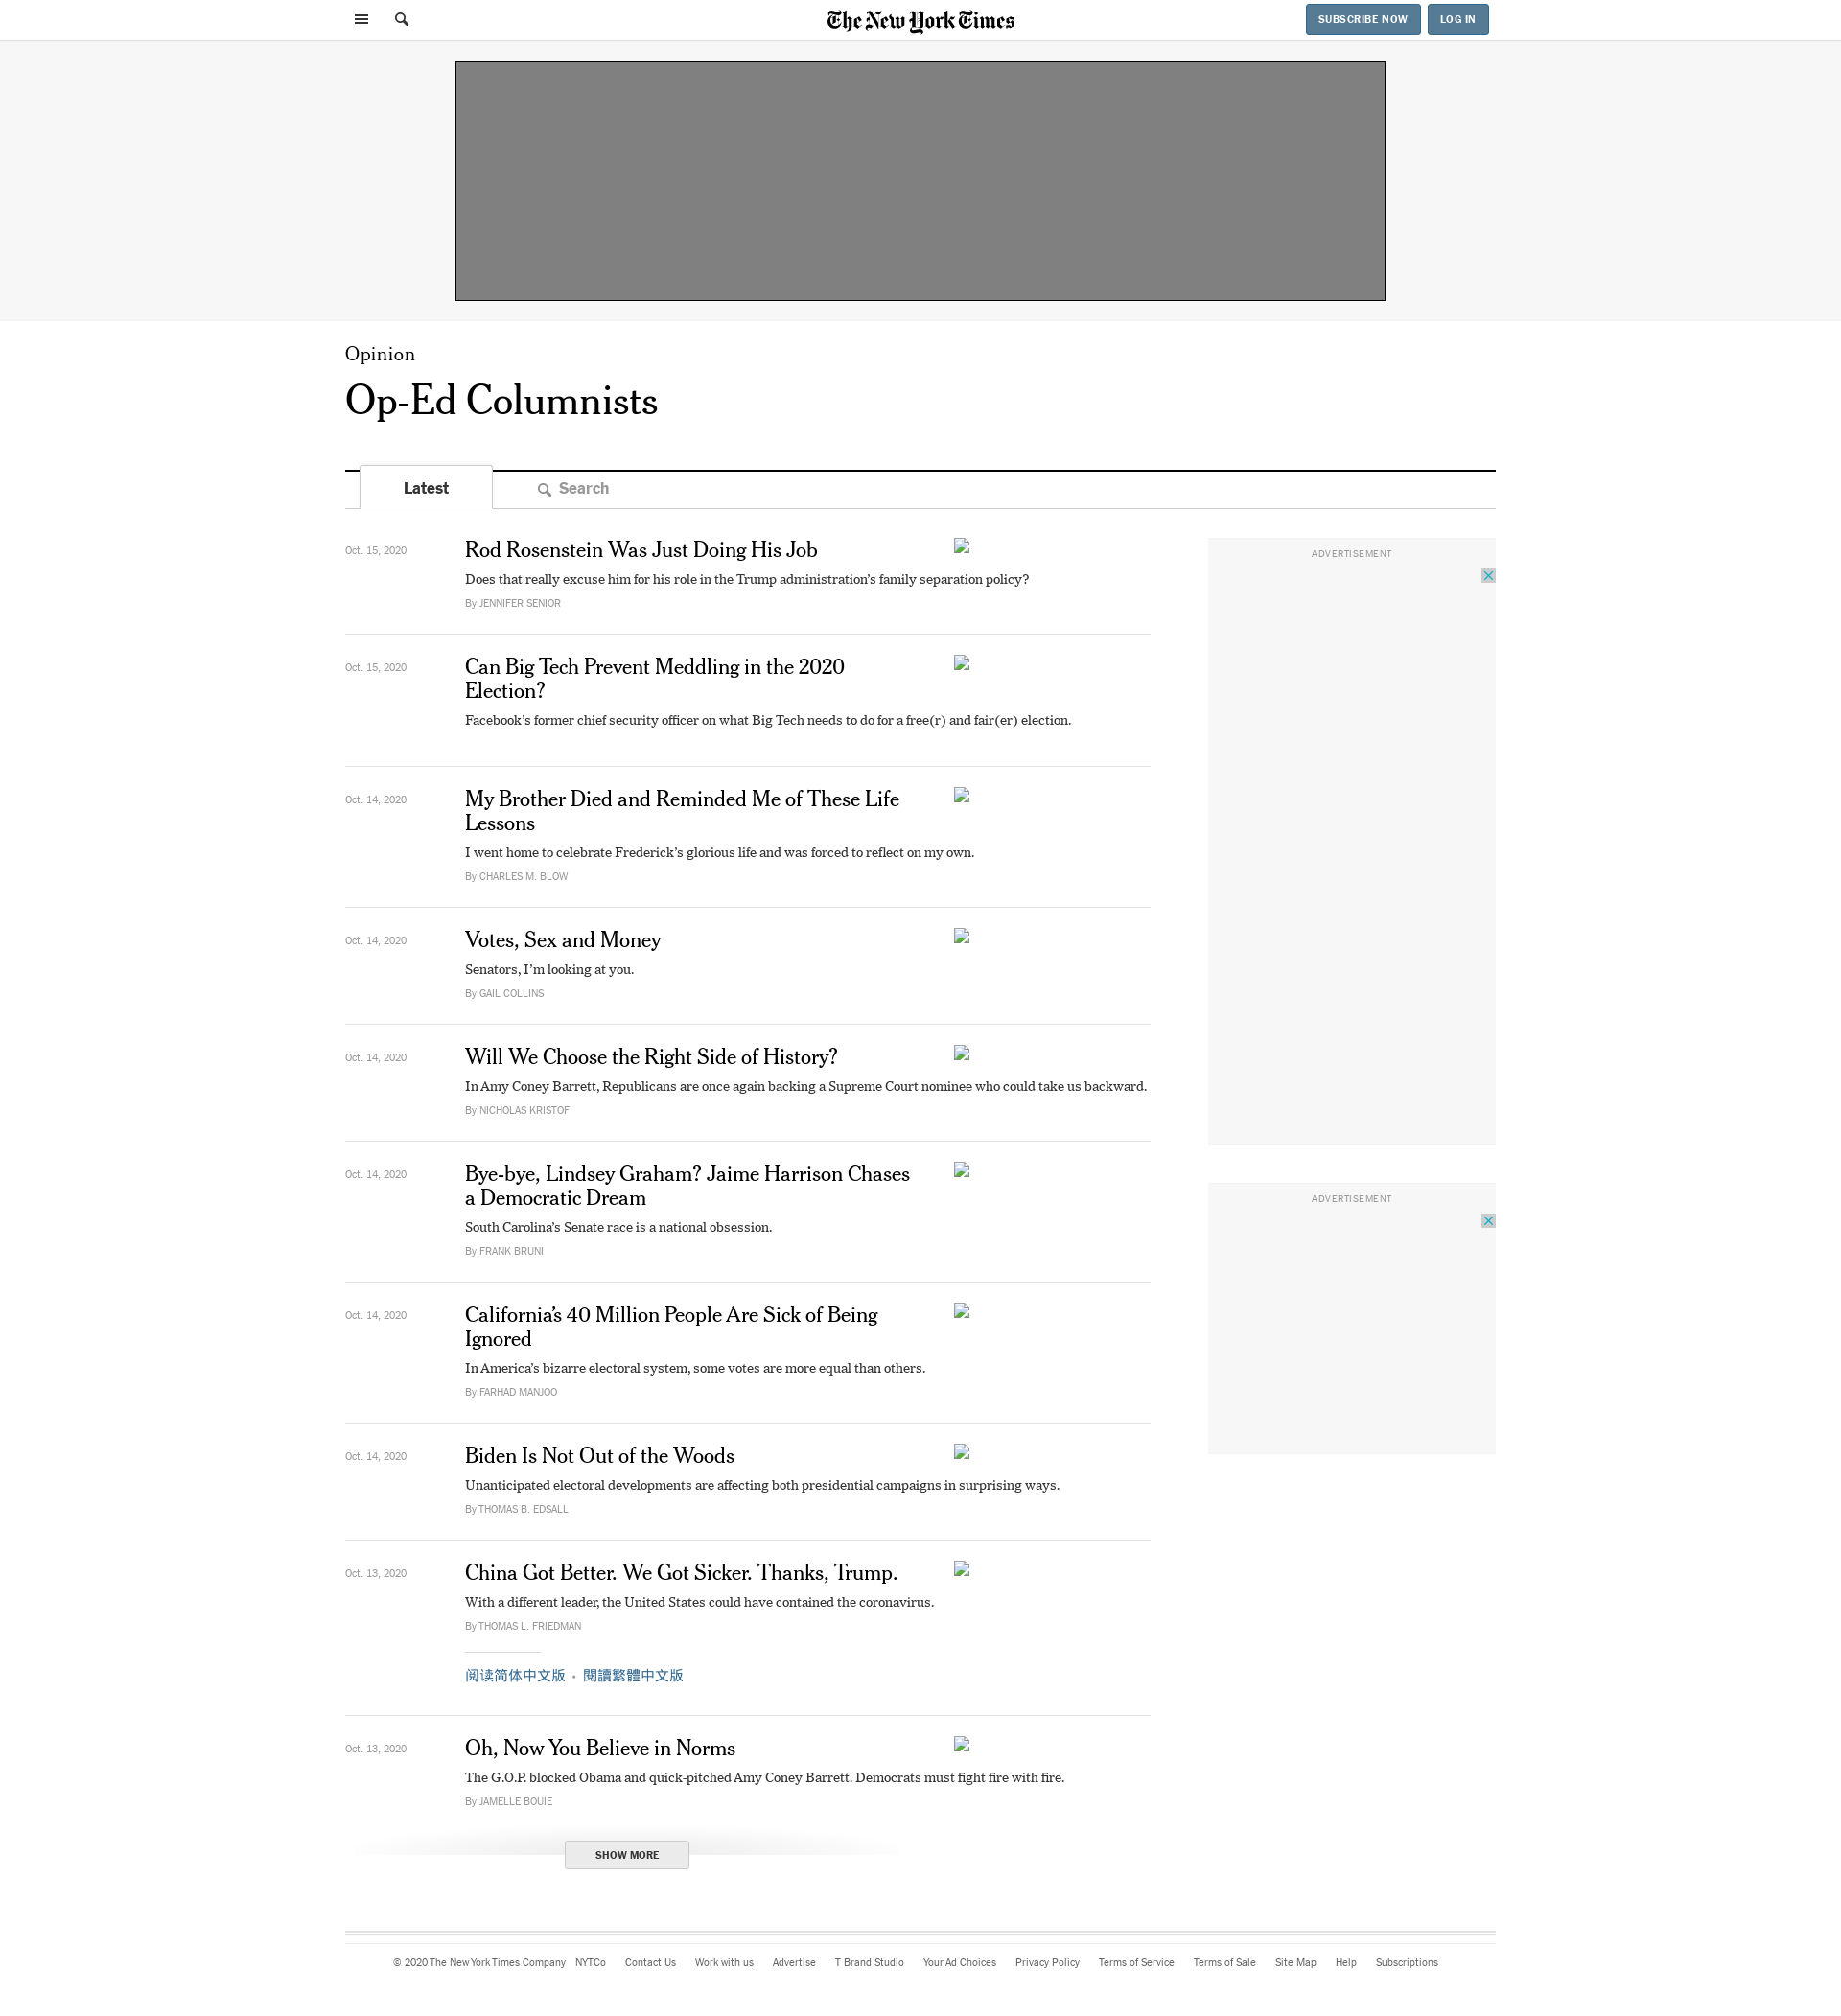 The New York Times
SUBSCRIBE NOW
LOG IN
Opinion
Op-Ed Columnists
Latest
Search
Oct. 15, 2020
Rod Rosenstein Was Just Doing His Job
Does that really excuse him for his role in the Trump administration’s family separation policy?
By JENNIFER SENIOR
Oct. 15, 2020
Can Big Tech Prevent Meddling in the 2020
Election?
Facebook’s former chief security officer on what Big Tech needs to do for a free(r) and fair(er) election.
Oct. 14, 2020
My Brother Died and Reminded Me of These Life
Lessons
I went home to celebrate Frederick’s glorious life and was forced to reflect on my own.
By CHARLES M. BLOW
Oct. 14, 2020
Votes, Sex and Money
Senators, I’m looking at you.
By GAIL COLLINS
Oct. 14, 2020
Will We Choose the Right Side of History?
In Amy Coney Barrett, Republicans are once again backing a Supreme Court nominee who could take us backward.
By NICHOLAS KRISTOF
Oct. 14, 2020
Bye-bye, Lindsey Graham? Jaime Harrison Chases
a Democratic Dream
South Carolina’s Senate race is a national obsession.
By FRANK BRUNI
Oct. 14, 2020
California’s 40 Million People Are Sick of Being
Ignored
In America’s bizarre electoral system, some votes are more equal than others.
By FARHAD MANJOO
Oct. 14, 2020
Biden Is Not Out of the Woods
Unanticipated electoral developments are affecting both presidential campaigns in surprising ways.
By THOMAS B. EDSALL
Oct. 13, 2020
China Got Better. We Got Sicker. Thanks, Trump.
With a different leader, the United States could have contained the coronavirus.
By THOMAS L. FRIEDMAN
阅读简体中文版 • 閱讀繁體中文版
Oct. 13, 2020
Oh, Now You Believe in Norms
The G.O.P. blocked Obama and quick-pitched Amy Coney Barrett. Democrats must fight fire with fire.
By JAMELLE BOUIE
SHOW MORE
ADVERTISEMENT
ADVERTISEMENT
© 2020 The New York Times Company NYTCo Contact Us Work with us Advertise T Brand Studio Your Ad Choices Privacy Policy Terms of Service Terms of Sale Site Map Help Subscriptions